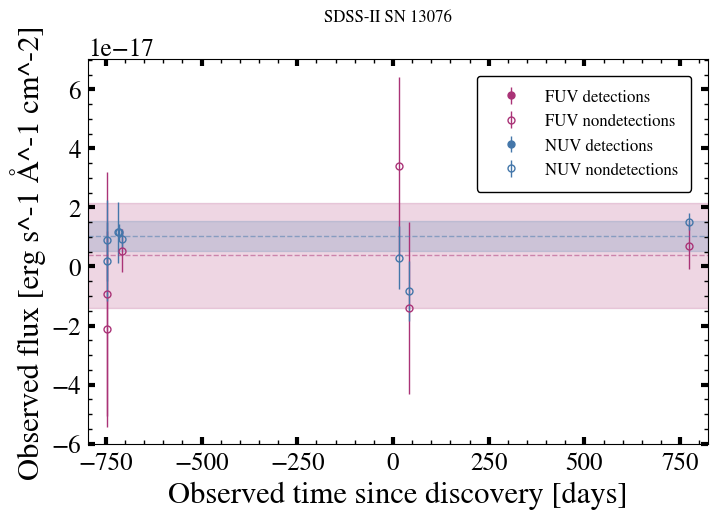 SDSS-II SN 13076
1e−17
Observed flux [erg s^-1 Å^-1 cm^-2]
6
4
2
0
−2
−4
−6
FUV detections
FUV nondetections
NUV detections
NUV nondetections
−750 −500 −250 0 250 500 750
Observed time since discovery [days]